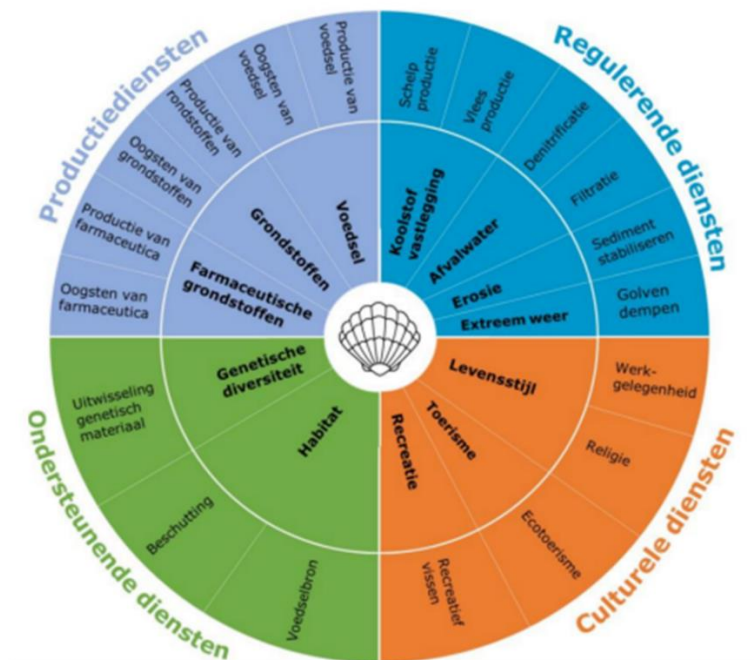 Productiediensten
Oogsten van
farmaceutica
Productie van
farmaceutica
Oogsten van
grondstoffen
Productie van
rondstoffen
Oogsten van
voedsel
Productie van
voedsel
Farmaceutische
grondstoffen
Grondstoffen
Voedsel
Regulerende diensten
Schelp
productie
Vlees
productie
Denitrificatie
Filtratie
Sediment
stabiliseren
Golven
dempen
Koolstof
vastlegging
Afvalwater
Erosie
Extreem weer
Culturele diensten
Werk-
gelegenheid
Religie
Ecotoerisme
Recreatief
vissen
Levensstijl
Toerisme
Recreatie
Ondersteunende diensten
Uitwisseling
genetisch
materiaal
Beschutting
Voedselbron
Genetische
diversiteit
Habitat